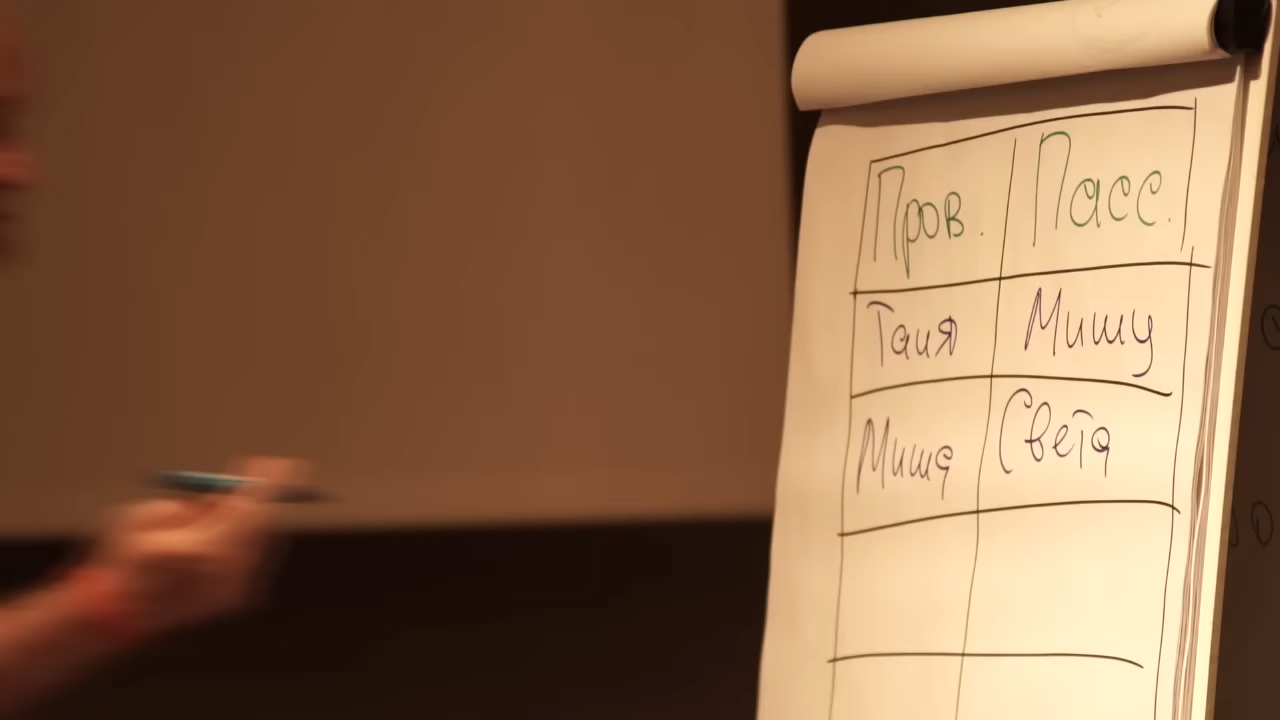 Пров. Пасс.
Таня Мишу
Миша Света